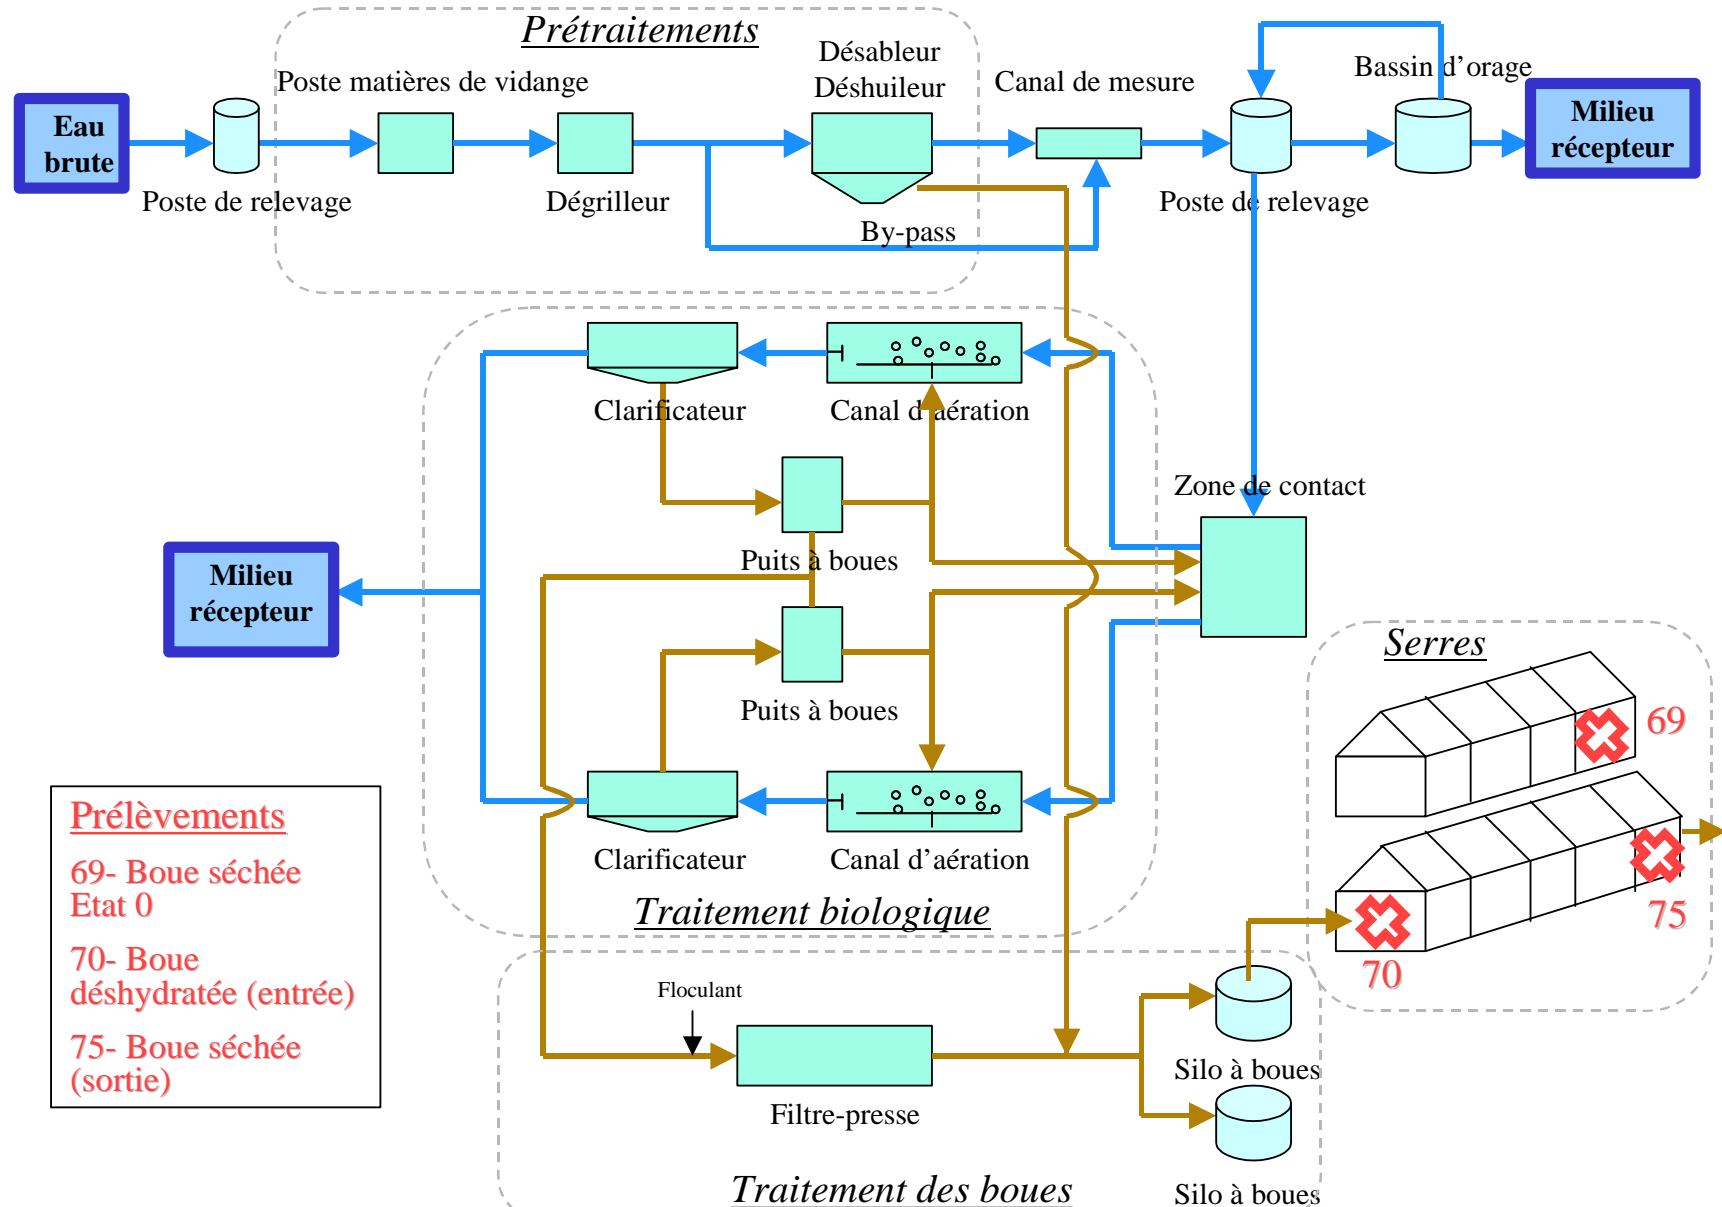 Prétraitements
Désableur
Déshuileur
Poste matières de vidange
Canal de mesure
Bassin d’orage
Eau
brute
Milieu
récepteur
Poste de relevage
Dégrilleur
By-pass
Poste de relevage
Clarificateur
Canal d’aération
Zone de contact
Puits à boues
Milieu
récepteur
Puits à boues
Serres
69
Prélèvements
69- Boue séchée
Etat 0
70- Boue
déshydratée (entrée)
75- Boue séchée
(sortie)
Clarificateur
Canal d’aération
Traitement biologique
75
70
Floculant
Silo à boues
Filtre-presse
Traitement des boues
Silo à boues